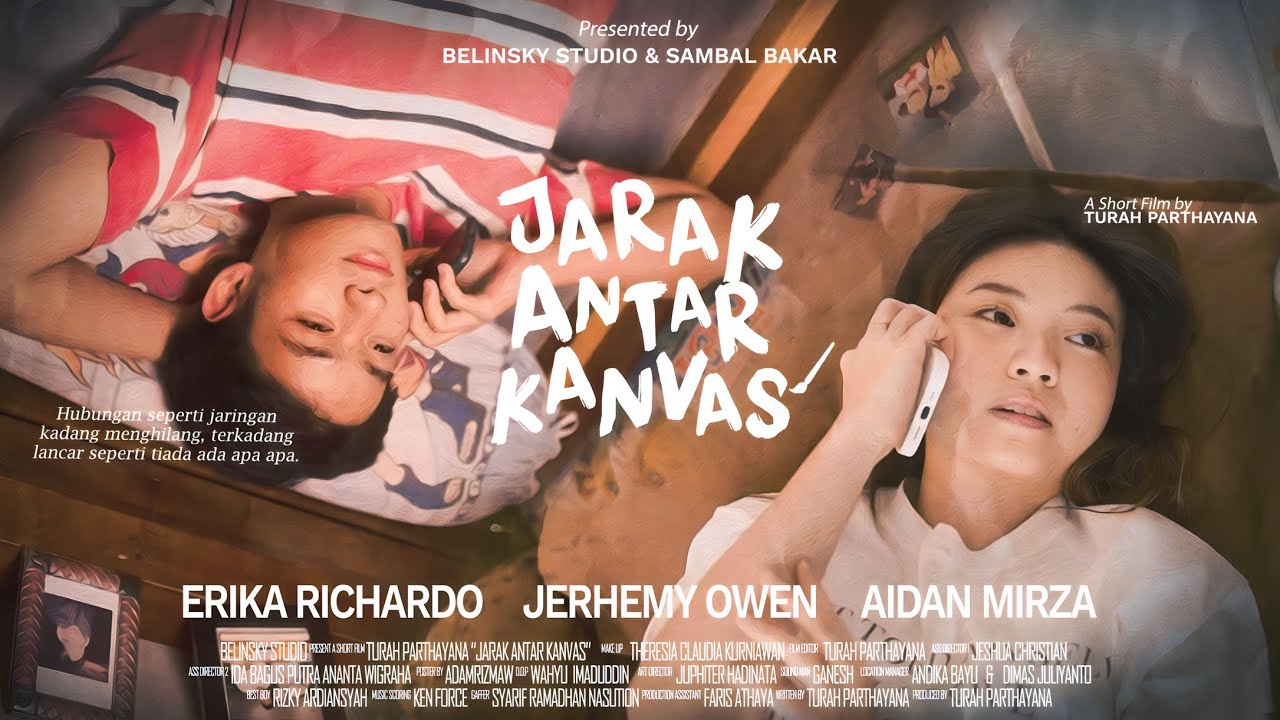 Presented by
BELINSKY STUDIO & SAMBAL BAKAR
JARAK
ANTAR
KANVAS
A Short Film by
TURAH PARTHAYANA
Hubungan seperti jaringan
kadang menghilang, terkadang
lancar seperti tiada ada apa apa.
ERIKA RICHARDO JERHEMY OWEN AIDAN MIRZA
BELINSKY STUDIO PRESENT A SHORT FILM TURAH PARTHAYANA "JARAK ANTAR KANVAS" MAKE UP THERESIA CLAUDIA KURNIAWAN FILM EDITOR TURAH PARTHAYANA ASS DIRECTOR 1 JESHUA CHRISTIAN
ASS DIRECTOR 2 IDA BAGUS PUTRA ANANTA WIGRAHA POSTER BY ADAMRIZMAW D.O.P WAHYU IMADUDDIN ART DIRECTOR JUPHITER HADINATA SOUND MAN GANESH LOCATION MANAGER ANDIKA BAYU & DIMAS JULIYANTO
BEST BOY RIZKY ARDIANSYAH MUSIC SCORING KEN FORCE GAFFER SYARIF RAMADHAN NASUTION PRODUCTION ASSISTANT FARIS ATHAYA WRITTEN BY TURAH PARTHAYANA PRODUCED BY TURAH PARTHAYANA